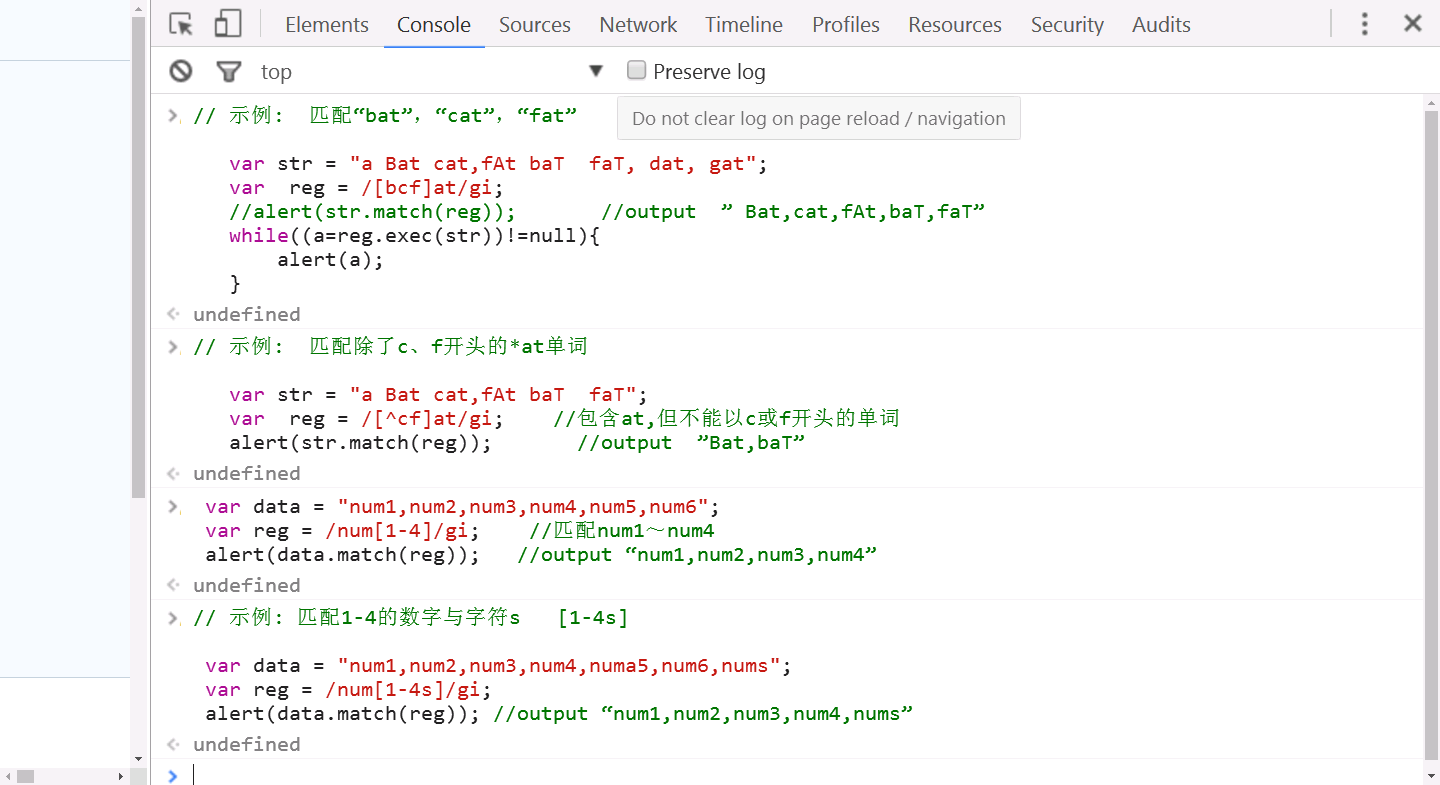 Elements Console Sources Network Timeline Profiles Resources Security Audits
top Preserve log
Do not clear log on page reload / navigation
// 示例: 匹配“bat”，“cat”，“fat”
var str = "a Bat cat,fAt baT  faT, dat, gat";
var  reg = /[bcf]at/gi;
//alert(str.match(reg));       //output  ” Bat,cat,fAt,baT,faT”
while((a=reg.exec(str))!=null){
    alert(a);
}
undefined
// 示例:  匹配除了c、f开头的*at单词
var str = "a Bat cat,fAt baT  faT";
var  reg = /[^cf]at/gi;    //包含at,但不能以c或f开头的单词
alert(str.match(reg));       //output  ”Bat,baT”
undefined
var data = "num1,num2,num3,num4,num5,num6";
var reg = /num[1-4]/gi;    //匹配num1～num4
alert(data.match(reg));   //output “num1,num2,num3,num4”
undefined
// 示例: 匹配1-4的数字与字符s   [1-4s]
var data = "num1,num2,num3,num4,numa5,num6,nums";
var reg = /num[1-4s]/gi;
alert(data.match(reg)); //output “num1,num2,num3,num4,nums”
undefined